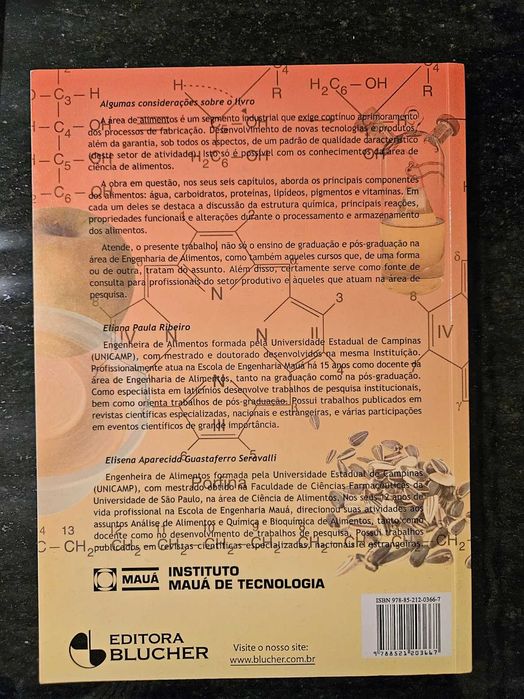 Algumas considerações sobre o livro
A área de alimentos é um segmento industrial que exige contínuo aprimoramento
dos processos de fabricação. Desenvolvimento de novas tecnologias e produtos,
além da garantia, sob todos os aspectos, de um padrão de qualidade característico
deste setor de atividade, isto só é possível com os conhecimentos da área de
ciência de alimentos.
A obra em questão, nos seus seis capítulos, aborda os principais componentes
dos alimentos: água, carboidratos, proteínas, lipídeos, pigmentos e vitaminas. Em
cada um deles se destaca a discussão da estrutura química, principais reações,
propriedades funcionais e alterações durante o processamento e armazenamento
dos alimentos.
Atende, o presente trabalho, não só o ensino de graduação e pós-graduação na
área de Engenharia de Alimentos, como também àqueles cursos que, de uma forma
ou de outra, tratam do assunto. Além disso, certamente serve como fonte de
consulta para profissionais do setor produtivo e àqueles que atuam na área de
pesquisa.
Eliana Paula Ribeiro
Engenheira de Alimentos formada pela Universidade Estadual de Campinas
(UNICAMP), com mestrado e doutorado desenvolvidos na mesma Instituição.
Profissionalmente atua na Escola de Engenharia Mauá há 15 anos como docente da
área de Engenharia de Alimentos, tanto na graduação como na pós-graduação.
Como especialista em laticínios desenvolve trabalhos de pesquisa institucionais,
bem como orienta trabalhos de pós-graduação. Possui trabalhos publicados em
revistas científicas especializadas, nacionais e estrangeiras, e várias participações
em eventos científicos de grande importância.
Elisena Aparecida Guastaferro Seravalli
Engenheira de Alimentos formada pela Universidade Estadual de Campinas
(UNICAMP), com mestrado obtido na Faculdade de Ciências Farmacêuticas da
Universidade de São Paulo, na área de Ciência de Alimentos. Nos seus 12 anos de
vida profissional na Escola de Engenharia Mauá, direcionou suas atividades aos
assuntos Análise de Alimentos e Química e Bioquímica de Alimentos, tanto como
docente como no desenvolvimento de trabalhos de pesquisa. Possui trabalhos
publicados em revistas científicas especializadas, nacionais e estrangeiras
Porfina
MAUÁ
INSTITUTO
MAUÁ DE TECNOLOGIA
EDITORA
BLUCHER
Visite o nosso site:
www.blucher.com.br
ISBN 978-85-212-0366-7
9 788521 203667